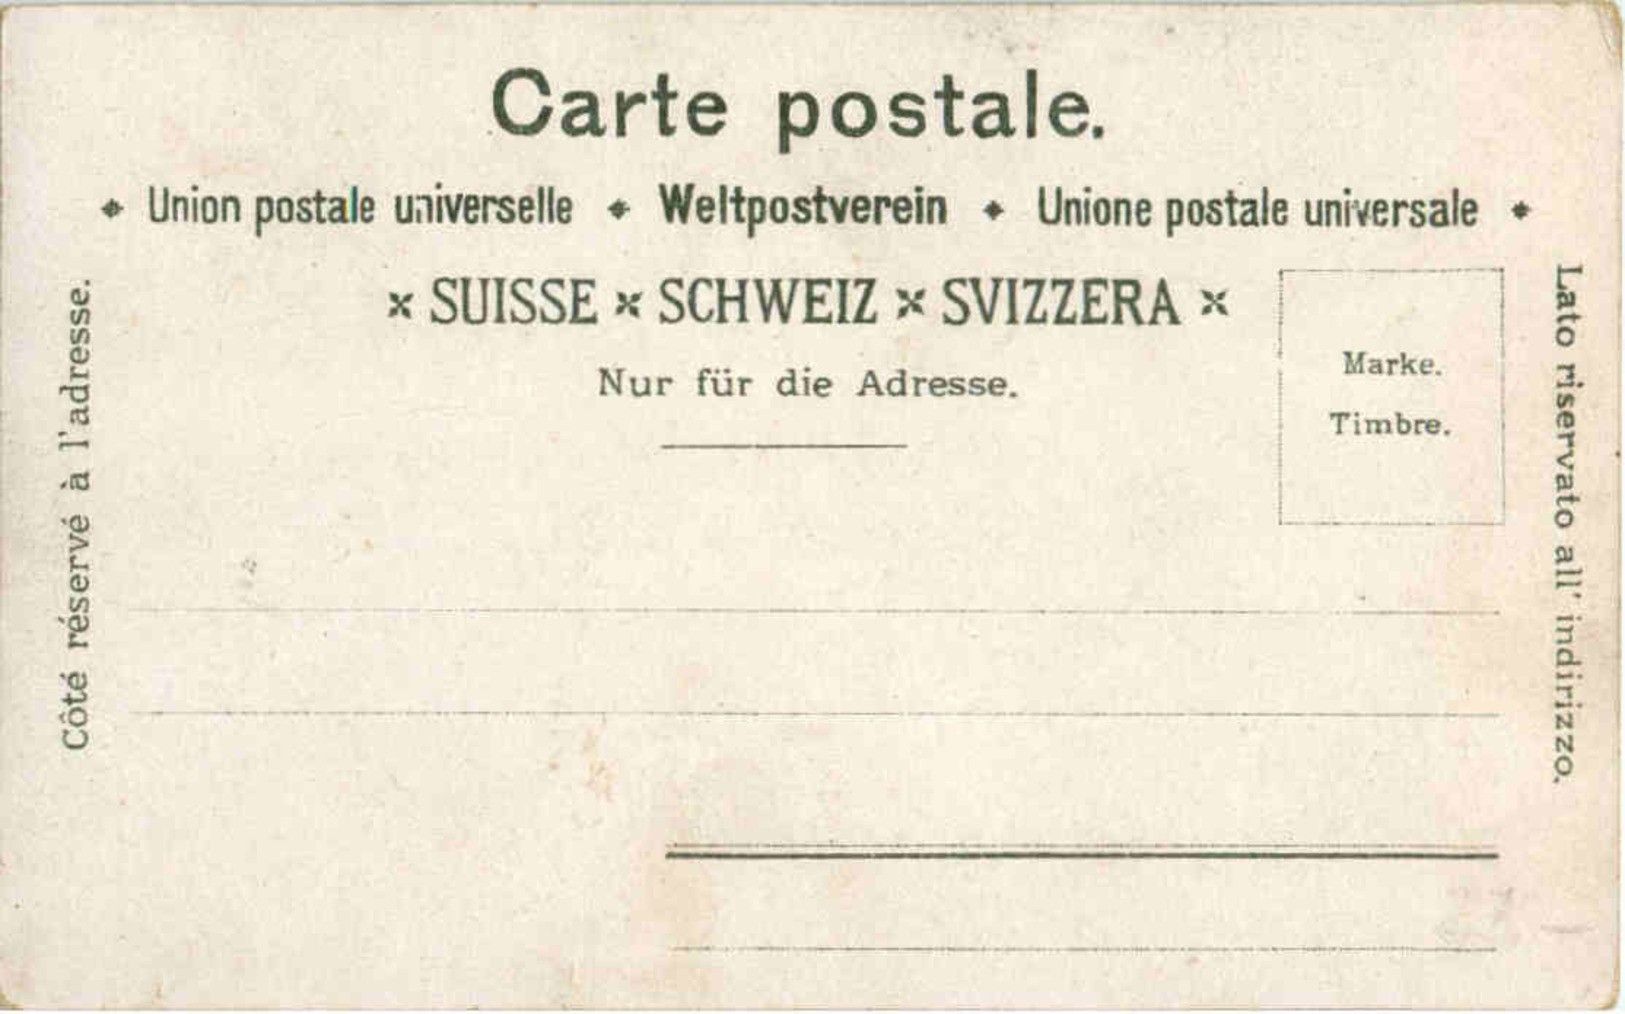 Carte postale.
Union postale universelle Weltpostverein Unione postale universale
SUISSE SCHWEIZ SVIZZERA
Nur für die Adresse.
Marke.
Timbre.
Côté réservé à l'adresse.
Lato riservato all' indirizzo.